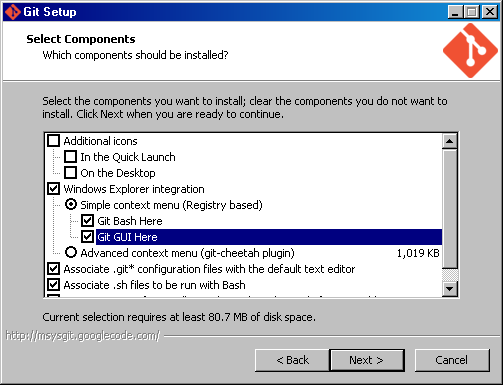 Git Setup
Select Components
Which components should be installed?
Select the components you want to install; clear the components you do not want to
install. Click Next when you are ready to continue.
Additional icons
In the Quick Launch
On the Desktop
Windows Explorer integration
Simple context menu (Registry based)
Git Bash Here
Git GUI Here
Advanced context menu (git-cheetah plugin) 1,019 KB
Associate .git* configuration files with the default text editor
Associate .sh files to be run with Bash
Current selection requires at least 80.7 MB of disk space.
http://msysgit.googlecode.com/
< Back Next > Cancel